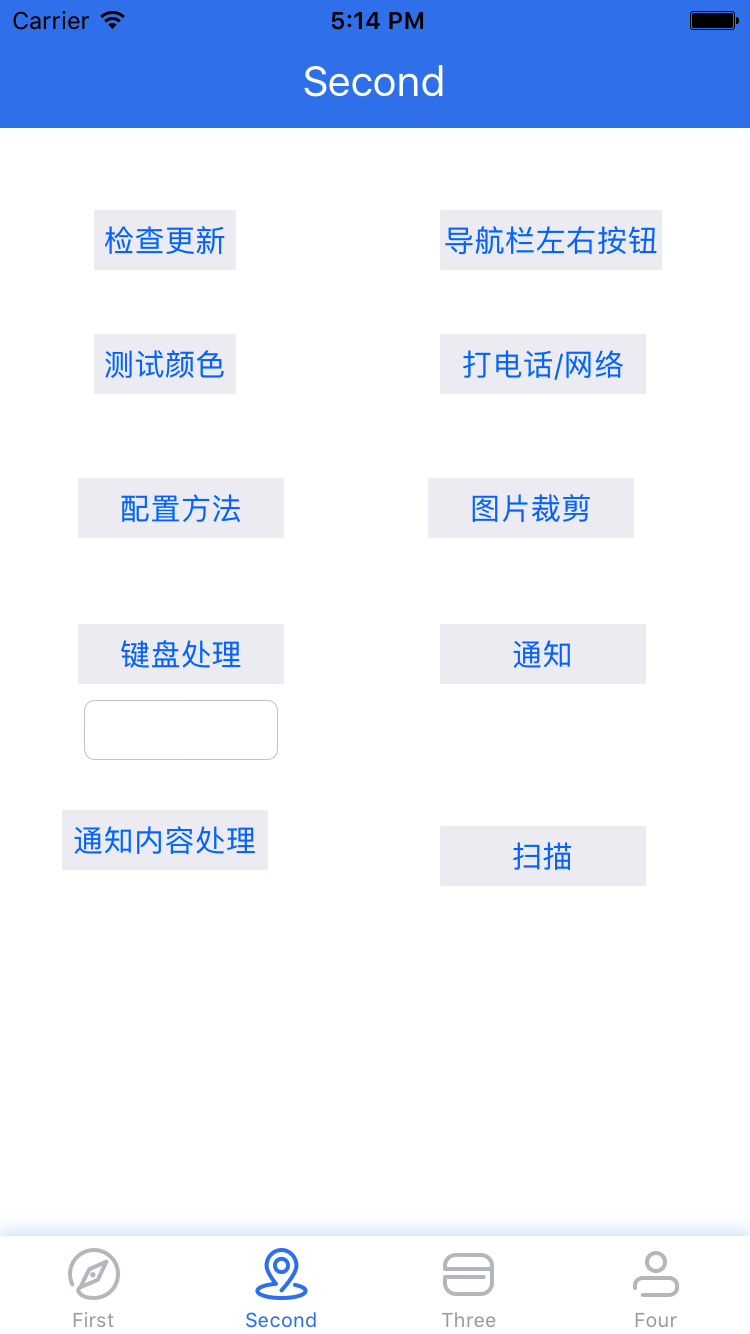 Carrier 5:14 PM
Second
检查更新 导航栏左右按钮
测试颜色 打电话/网络
配置方法 图片裁剪
键盘处理 通知
通知内容处理 扫描
First Second Three Four